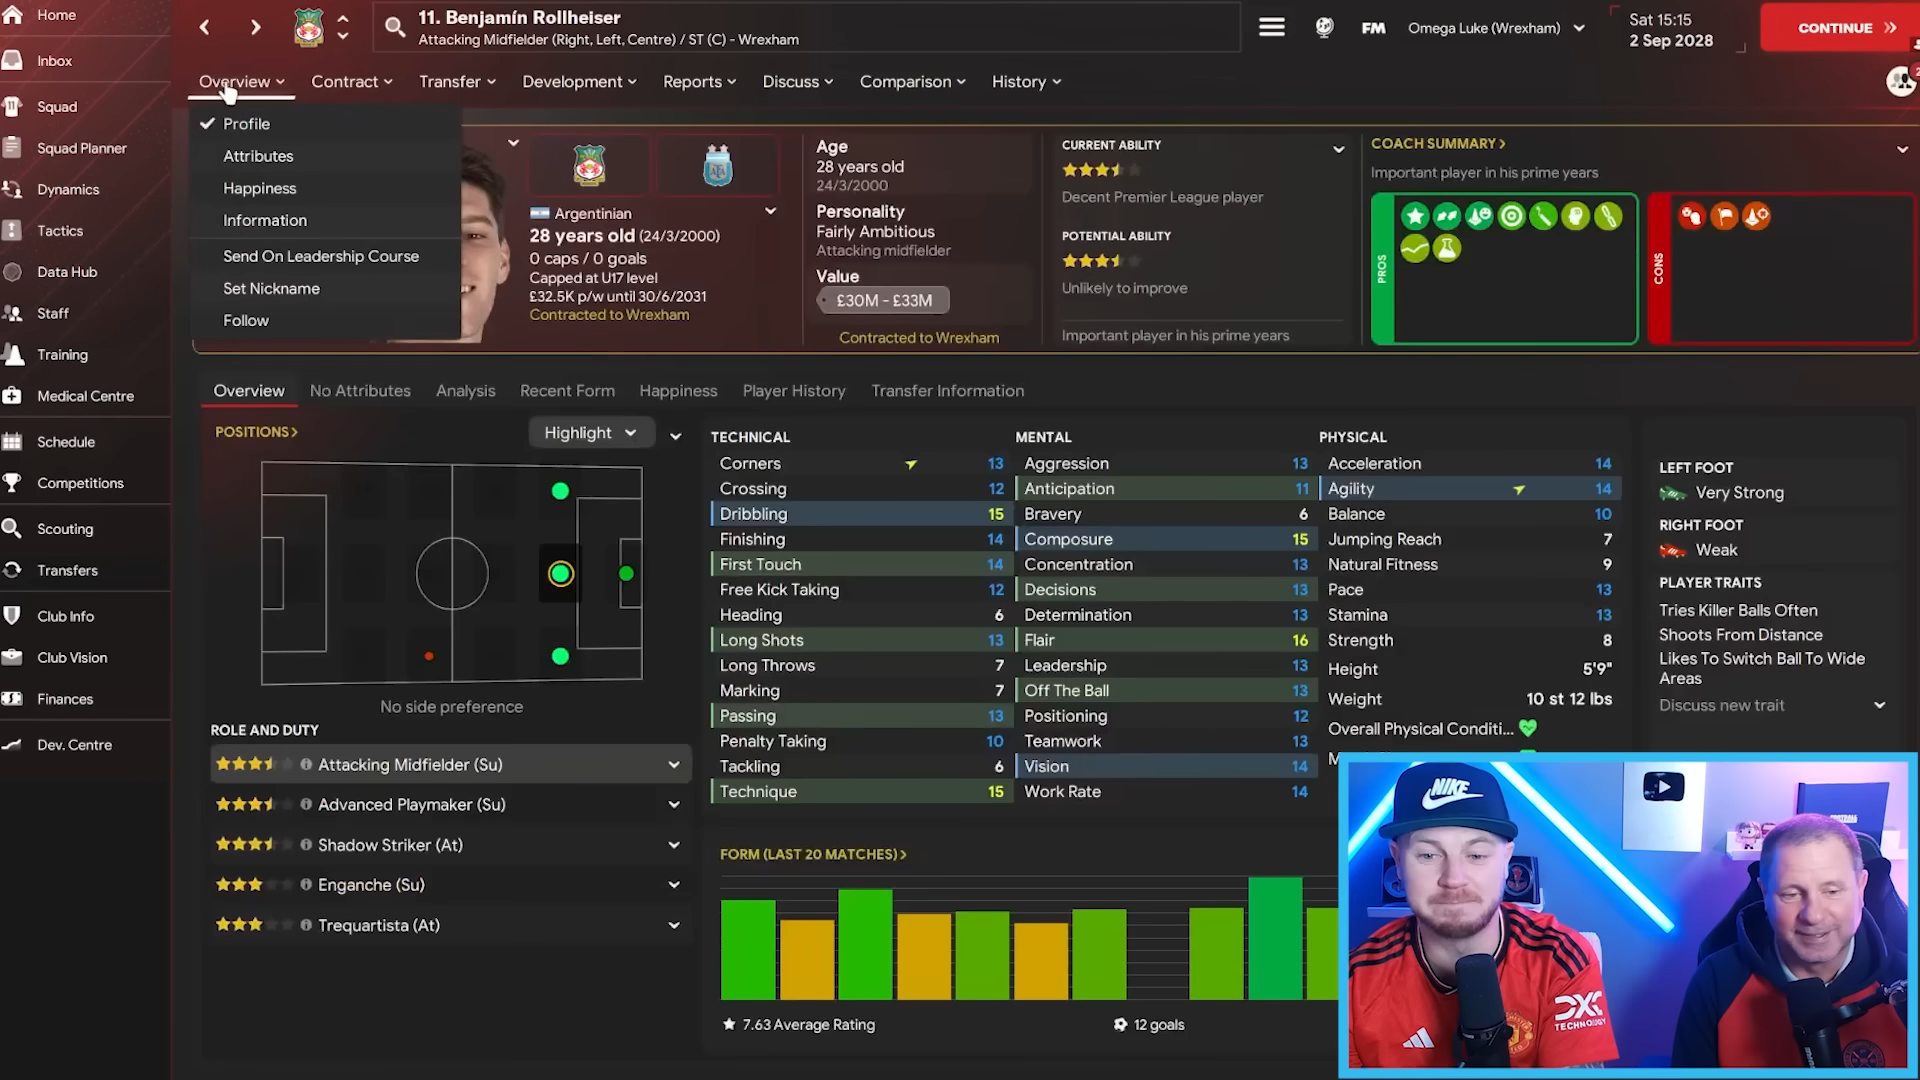 Home
Inbox
Squad
Squad Planner
Dynamics
Tactics
Data Hub
Staff
Training
Medical Centre
Schedule
Competitions
Scouting
Transfers
Club Info
Club Vision
Finances
Dev. Centre
11. Benjamín Rollheiser
Attacking Midfielder (Right, Left, Centre) / ST (C) - Wrexham
FM
Omega Luke (Wrexham)
Sat 15:15
2 Sep 2028
CONTINUE
Overview
Contract
Transfer
Development
Reports
Discuss
Comparison
History
Profile
Attributes
Happiness
Information
Send On Leadership Course
Set Nickname
Follow
AFA
Argentinian
28 years old (24/3/2000)
0 caps / 0 goals
Capped at U17 level
£32.5K p/w until 30/6/2031
Contracted to Wrexham
Age
28 years old
24/3/2000
Personality
Fairly Ambitious
Attacking midfielder
Value
£30M - £33M
Contracted to Wrexham
CURRENT ABILITY
Decent Premier League player
POTENTIAL ABILITY
Unlikely to improve
Important player in his prime years
COACH SUMMARY
Important player in his prime years
PROS
CONS
Overview
No Attributes
Analysis
Recent Form
Happiness
Player History
Transfer Information
POSITIONS
Highlight
No side preference
ROLE AND DUTY
Attacking Midfielder (Su)
Advanced Playmaker (Su)
Shadow Striker (At)
Enganche (Su)
Trequartista (At)
TECHNICAL
Corners 13
Crossing 12
Dribbling 15
Finishing 14
First Touch 14
Free Kick Taking 12
Heading 6
Long Shots 13
Long Throws 7
Marking 7
Passing 13
Penalty Taking 10
Tackling 6
Technique 15
MENTAL
Aggression 13
Anticipation 11
Bravery 6
Composure 15
Concentration 13
Decisions 13
Determination 13
Flair 16
Leadership 13
Off The Ball 13
Positioning 12
Teamwork 13
Vision 14
Work Rate 14
PHYSICAL
Acceleration 14
Agility 14
Balance 10
Jumping Reach 7
Natural Fitness 9
Pace 13
Stamina 13
Strength 8
Height 5'9"
Weight 10 st 12 lbs
Overall Physical Conditi...
LEFT FOOT
Very Strong
RIGHT FOOT
Weak
PLAYER TRAITS
Tries Killer Balls Often
Shoots From Distance
Likes To Switch Ball To Wide
Areas
Discuss new trait
FORM (LAST 20 MATCHES)
7.63 Average Rating
12 goals
NIKE
DXC
TECHNOLOGY